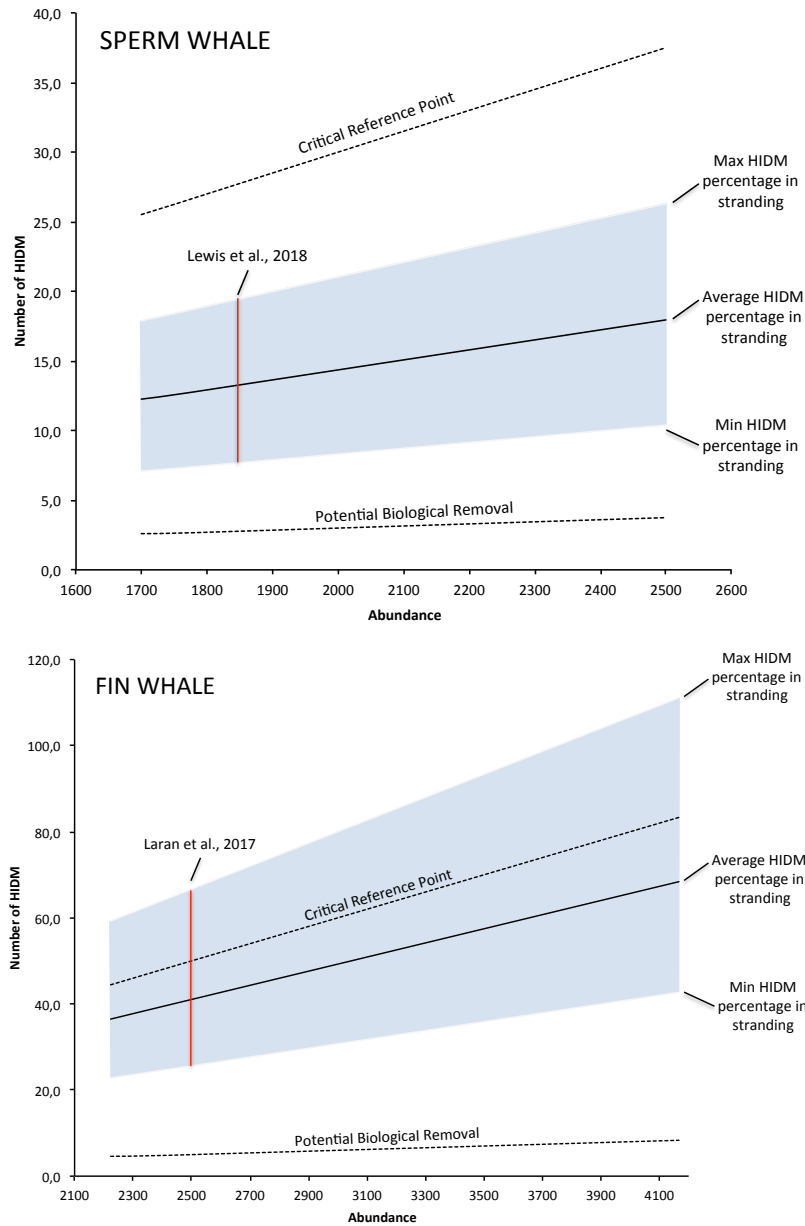 SPERM WHALE
40,0
35,0
30,0
25,0
20,0
15,0
10,0
5,0
0,0
Number of HIDM
Critical Reference Point
Lewis et al., 2018
Potential Biological Removal
Max HIDM
percentage in
stranding
Average HIDM
percentage in
stranding
Min HIDM
percentage in
stranding
1600 1700 1800 1900 2000 2100 2200 2300 2400 2500 2600
Abundance
FIN WHALE
120,0
100,0
80,0
60,0
40,0
20,0
0,0
Number of HIDM
Laran et al., 2017
Critical Reference Point
Potential Biological Removal
Max HIDM
percentage in
stranding
Average HIDM
percentage in
stranding
Min HIDM
percentage in
stranding
2100 2300 2500 2700 2900 3100 3300 3500 3700 3900 4100
Abundance